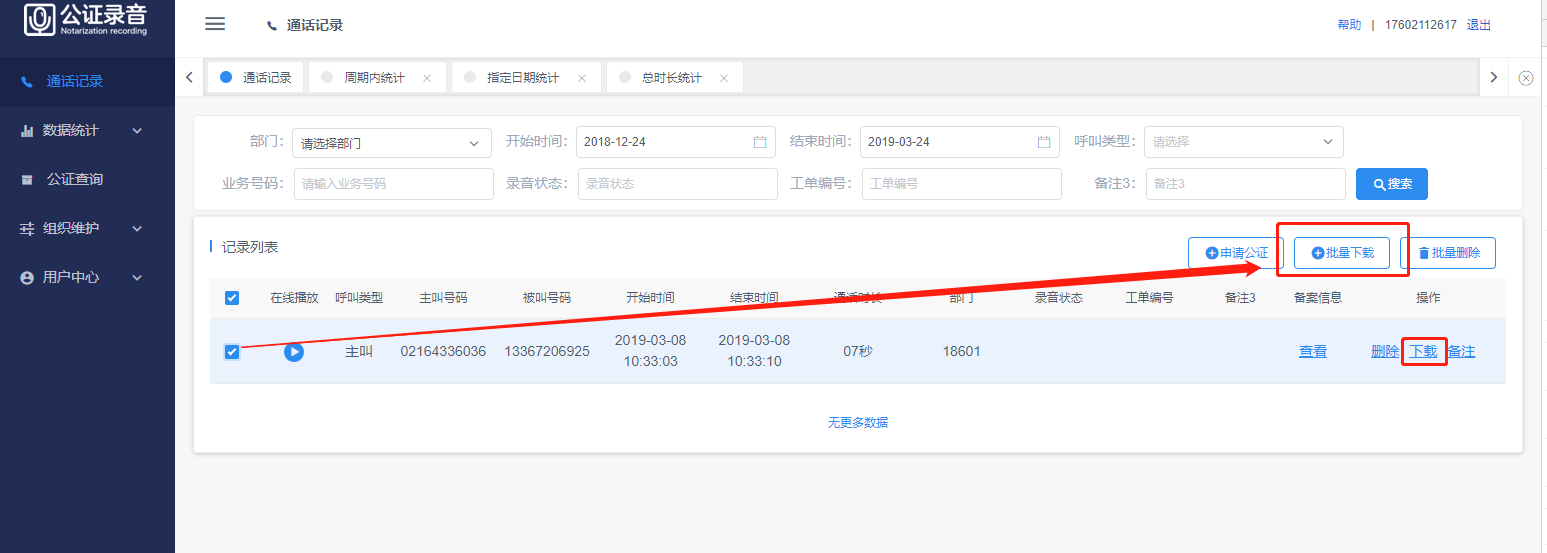 公证录音
Notarization recording
通话记录
帮助 | 17602112617 退出
通话记录
数据统计
公证查询
组织维护
用户中心
通话记录 周期内统计 指定日期统计 总时长统计
部门: 请选择部门 开始时间: 2018-12-24 结束时间: 2019-03-24 呼叫类型: 请选择
业务号码: 请输入业务号码 录音状态: 录音状态 工单编号: 工单编号 备注3: 备注3 搜索
记录列表
申请公证 批量下载 批量删除
在线播放 呼叫类型 主叫号码 被叫号码 开始时间 结束时间 通话时长 部门 录音状态 工单编号 备注3 备案信息 操作
主叫 02164336036 13367206925 2019-03-08 10:33:03 2019-03-08 10:33:10 07秒 18601 查看 删除 下载 备注
无更多数据